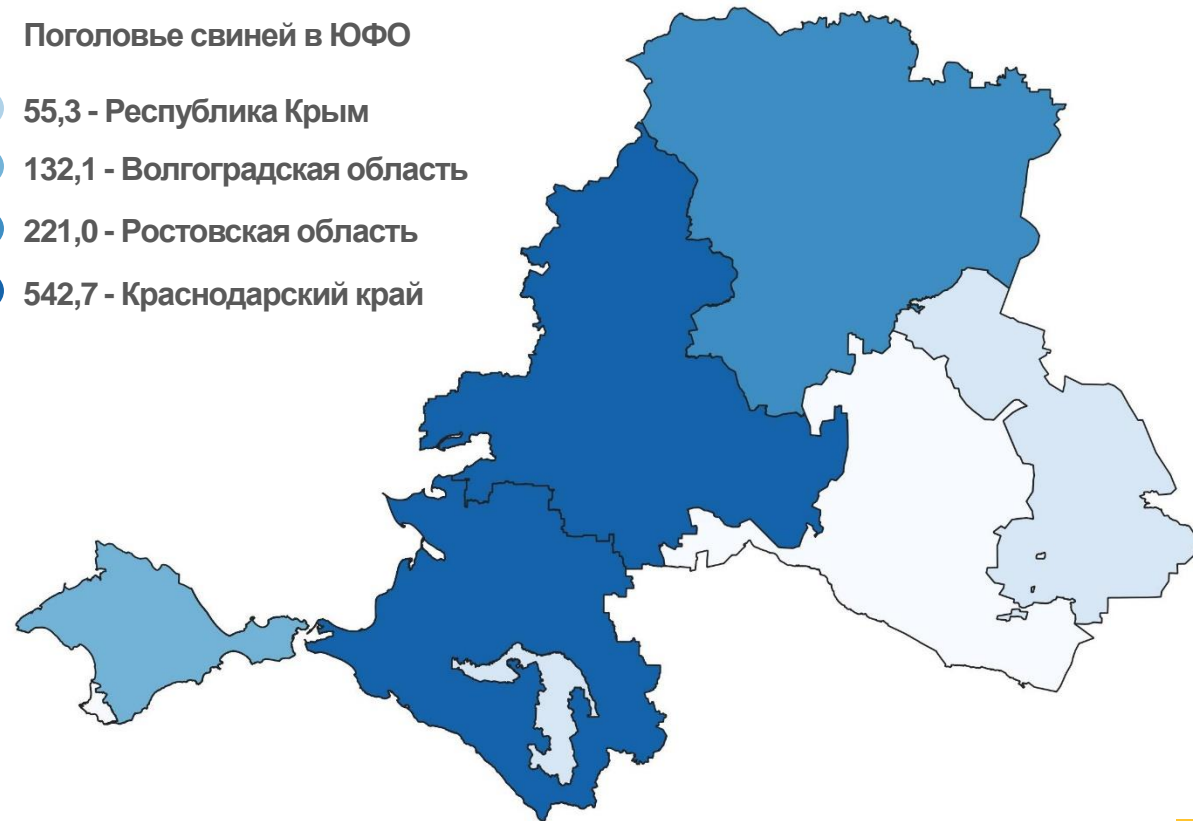 Поголовье свиней в ЮФО
55,3 - Республика Крым
132,1 - Волгоградская область
221,0 - Ростовская область
542,7 - Краснодарский край